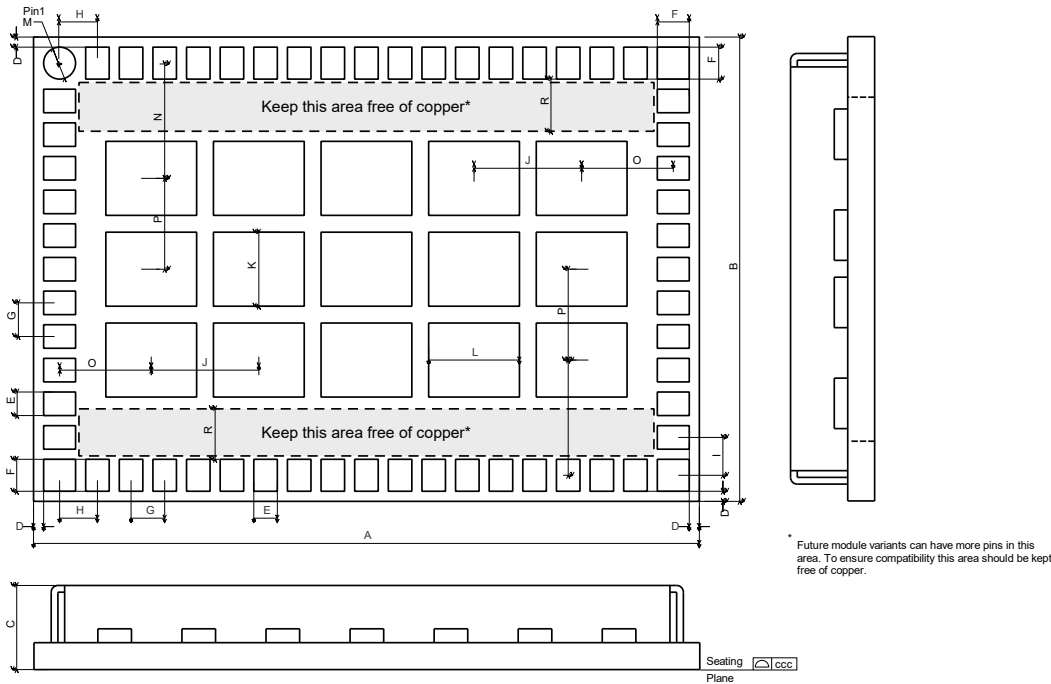 Pin1
M
H
F
D
F
Keep this area free of copper*
R
N
J
O
P
B
K
G
P
O
J
L
E
R
Keep this area free of copper*
I
F
H
G
E
D
D
D
A
* Future module variants can have more pins in this
area. To ensure compatibility this area should be kept
free of copper.
C
Seating
ccc
Plane